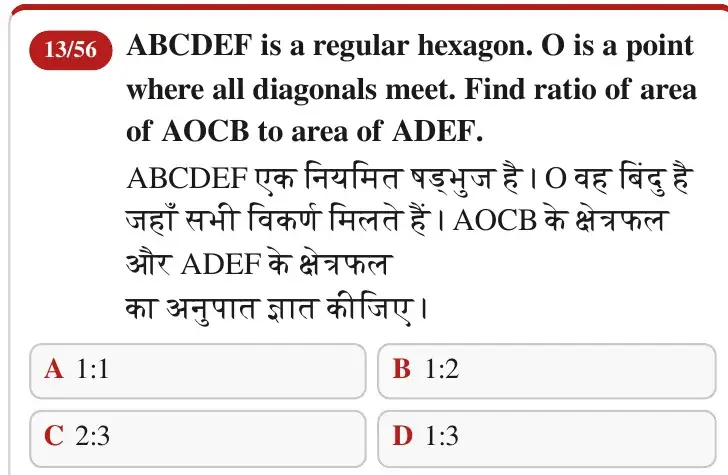 13/56 ABCDEF is a regular hexagon. O is a point
where all diagonals meet. Find ratio of area
of AOCB to area of ADEF.
ABCDEF एक नियमित षड्भुज है। O वह बिंदु है
जहाँ सभी विकर्ण मिलते हैं। AOCB के क्षेत्रफल
और ADEF के क्षेत्रफल
का अनुपात ज्ञात कीजिए।
A 1:1
B 1:2
C 2:3
D 1:3